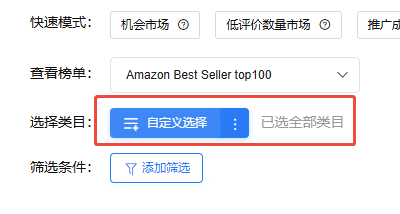 快速模式： 机会市场 低评价数量市场 推广成
查看榜单： Amazon Best Seller top100
选择类目： 自定义选择 已选全部类目
筛选条件： 添加筛选